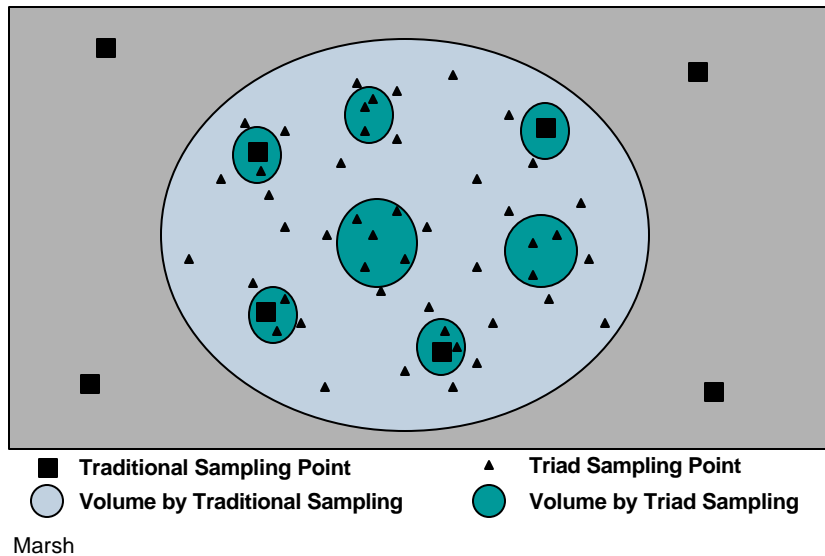 Traditional Sampling Point
Triad Sampling Point
Volume by Traditional Sampling
Volume by Triad Sampling
Marsh